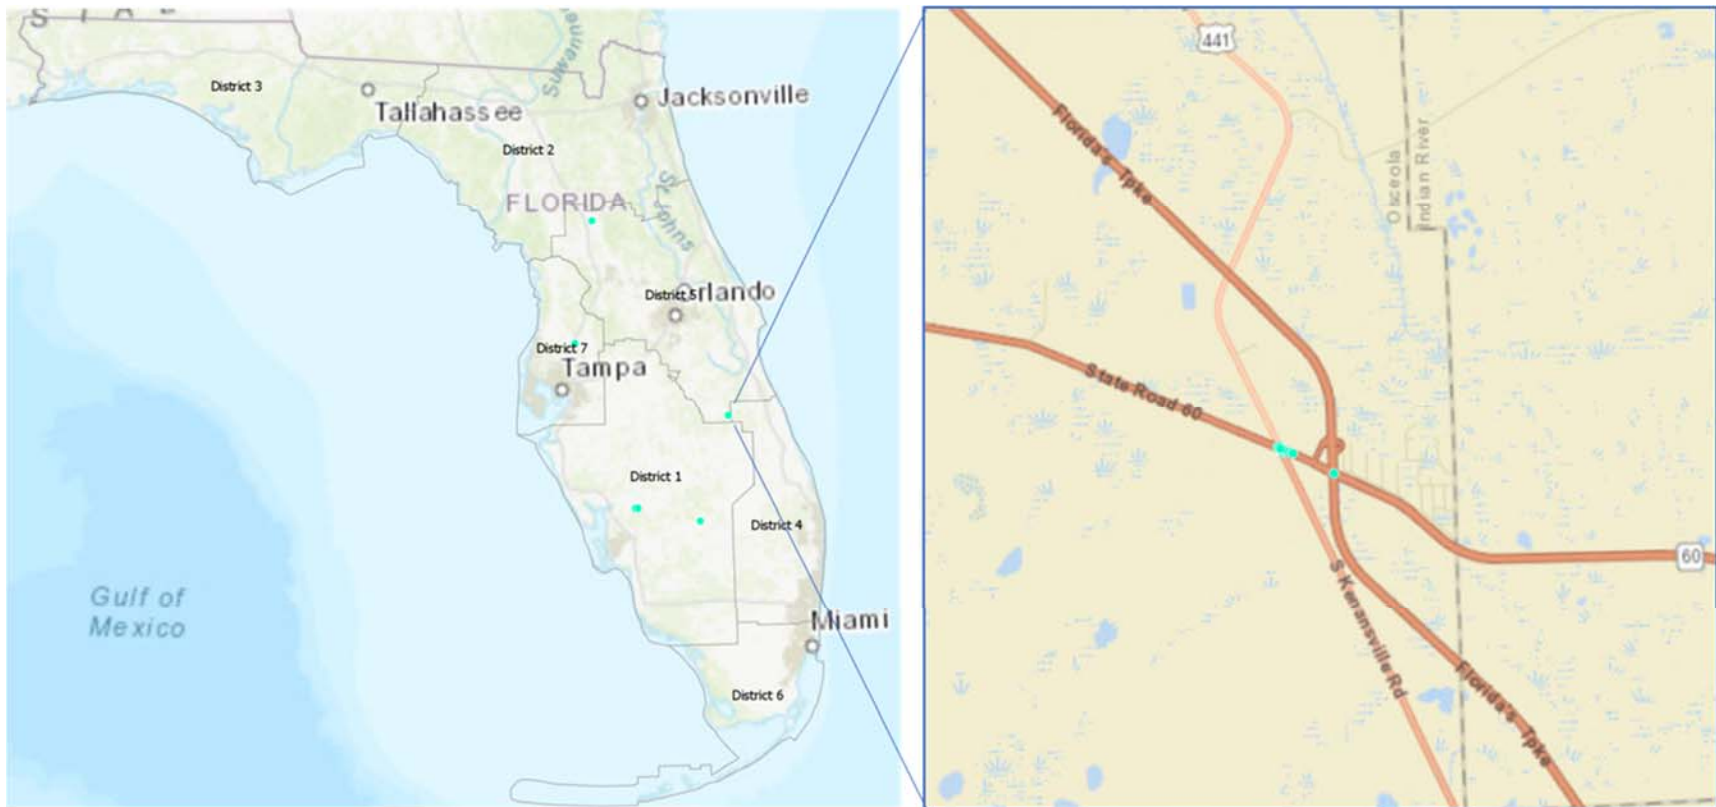 District 3
Tallahassee
Suwannee
Jacksonville
District 2
FLORIDA
St Johns
District 5
Orlando
District 7
Tampa
District 1
District 4
Gulf of
Mexico
Miami
District 6
441
Florida's Tpke
Osceola
Indian River
State Road 60
60
S Kenansville Rd
Florida's Tpke